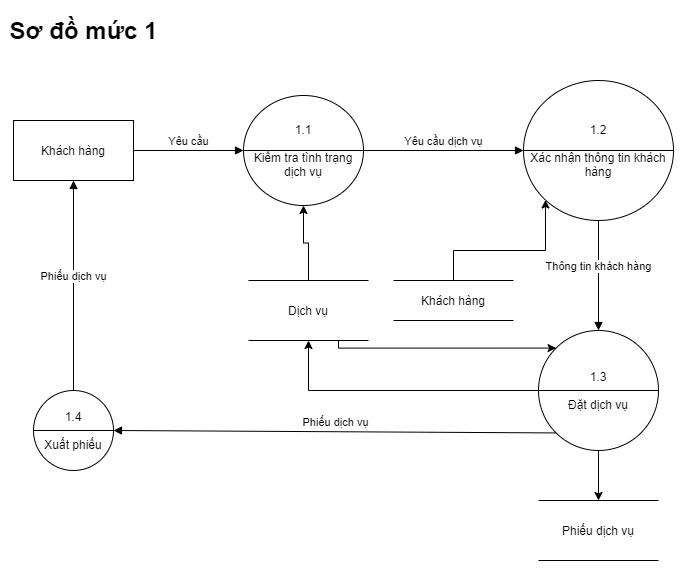 Sơ đồ mức 1
1.1
1.2
Khách hàng
Yêu cầu
Kiểm tra tình trạng
dịch vụ
Yêu cầu dịch vụ
Xác nhận thông tin khách
hàng
Phiếu dịch vụ
Thông tin khách hàng
Dịch vụ
Khách hàng
1.3
Đặt dịch vụ
1.4
Xuất phiếu
Phiếu dịch vụ
Phiếu dịch vụ